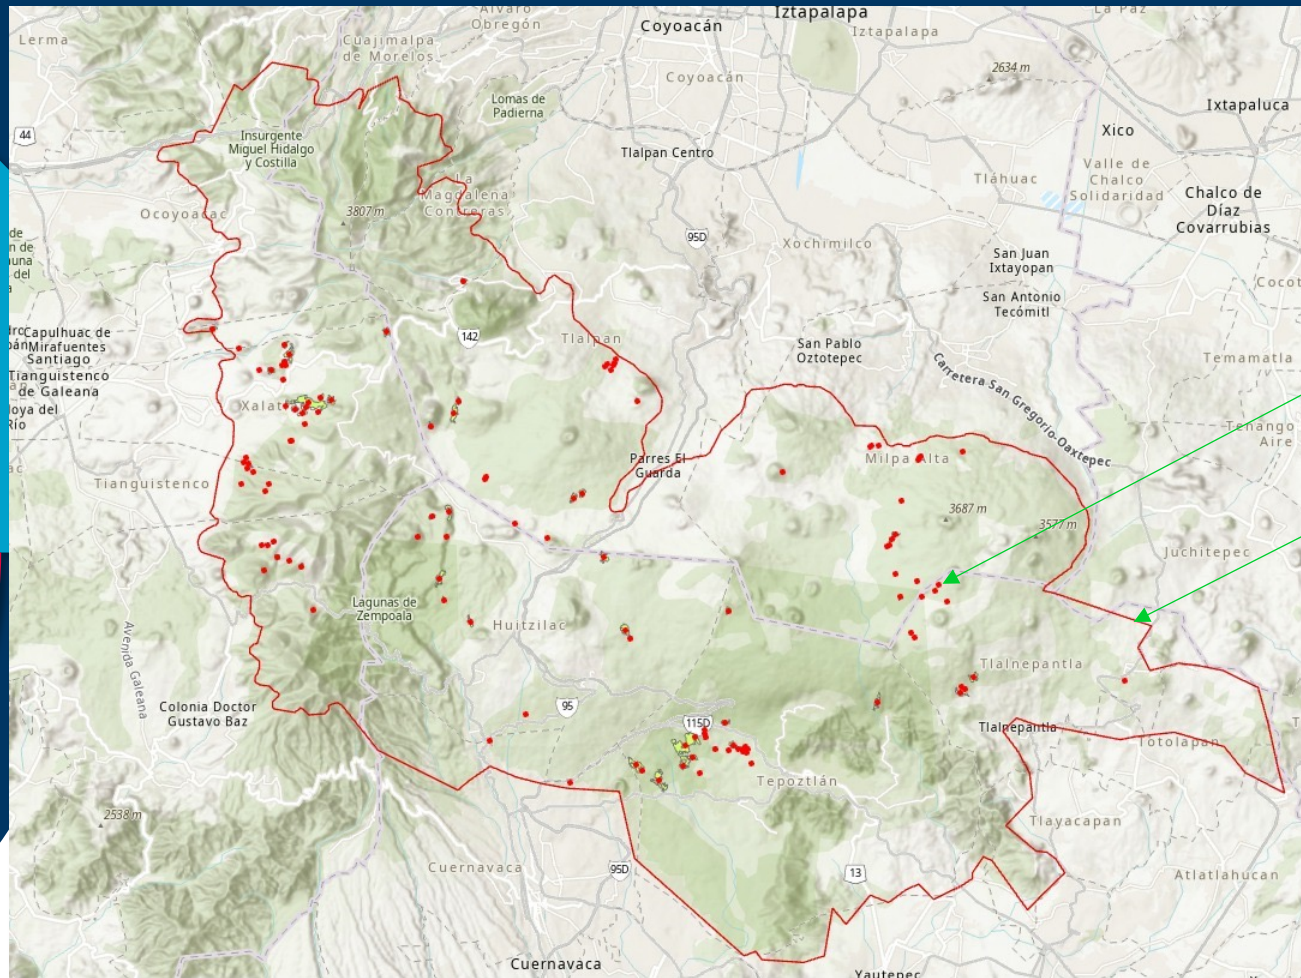 Iztapalapa
Coyoacán
Obregón
Lerma
Cuajimalpa
de Morelos
Iztapalapa
La Paz
Coyoacán
2634 m
Lomas de
Padierna
Ixtapaluca
44
Insurgente
Miguel Hidalgo
y Costilla
Tlalpan Centro
Xico
Valle de
Chalco
Solidaridad
Tláhuac
La
Magdalena
Contreras
Chalco de
Díaz
Covarrubias
3807 m
Ocoyoacac
95D
Xochimilco
San Juan
Ixtayopan
San Antonio
Tecómitl
Capulhuac de
Mirafuentes
Santiago
Tianguistenco
de Galeana
142
Tlalpan
San Pablo
Oztotepec
Temamatla
Carretera San Gregorio-Oaxtepec
Tenango
Aire
Río
Parres El
Guarda
Milpa Alta
Tianguistenco
3687 m
3577 m
Juchitepec
Lagunas de
Zempoala
Huitzilac
Avenida Galeana
Tlalnepantla
Colonia Doctor
Gustavo Baz
95
115D
Tlalnepantla
Totolapan
Tepoztlán
2538 m
Tlayacapan
Cuernavaca
95D
13
Atlatlahucan
Cuernavaca
Yautepec